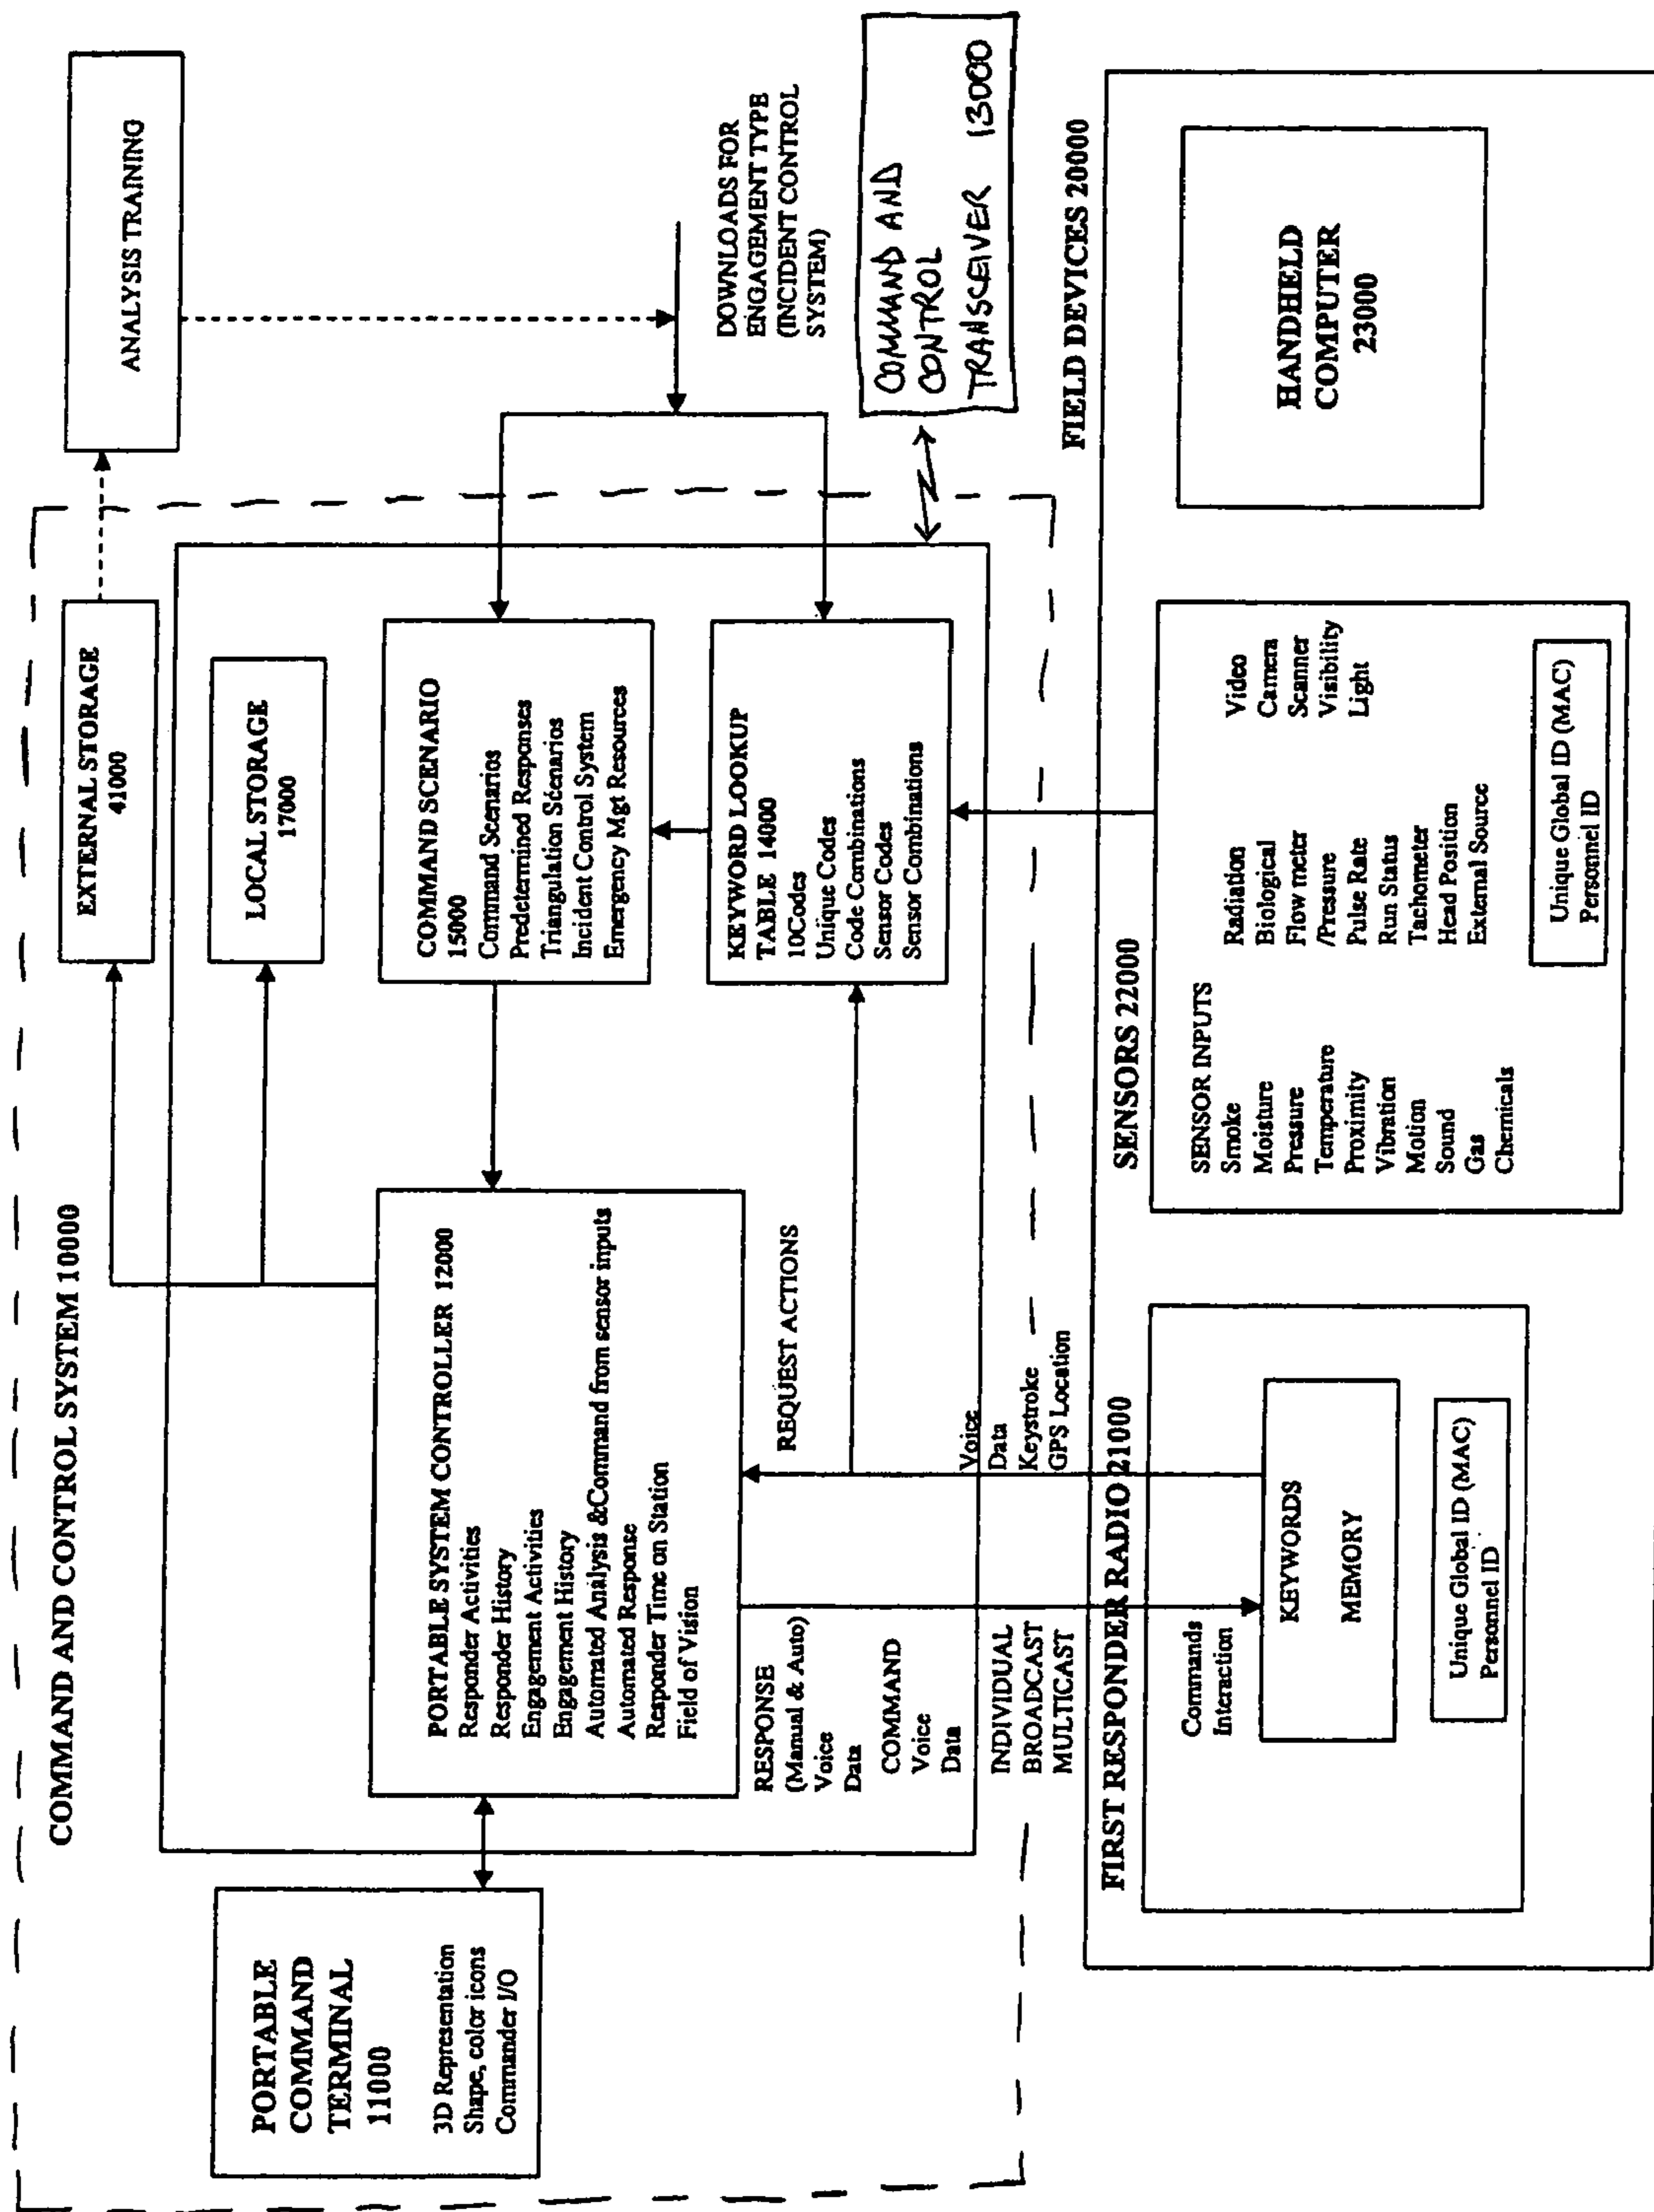 COMMAND AND CONTROL SYSTEM 10000
PORTABLE
COMMAND
TERMINAL
11000
3D Representation
Shape, color icons
Commander I/O
PORTABLE SYSTEM CONTROLLER 12000
Responder Activities
Responder History
Engagement Activities
Engagement History
Automated Analysis &Command from sensor inputs
Automated Response
Responder Time on Station
Field of Vision
EXTERNAL STORAGE
41000
LOCAL STORAGE
17000
COMMAND SCENARIO
15000
Command Scenarios
Predetermined Responses
Triangulation Scenarios
Incident Control System
Emergency Mgt Resources
KEYWORD LOOKUP
TABLE 14000
10Codes
Unique Codes
Code Combinations
Sensor Codes
Sensor Combinations
ANALYSIS TRAINING
DOWNLOADS FOR
ENGAGEMENT TYPE
(INCIDENT CONTROL
SYSTEM)
COMMAND AND
CONTROL
TRANSCEIVER 13000
RESPONSE
(Manual & Auto)
Voice
Data
COMMAND
Voice
Data
INDIVIDUAL
BROADCAST
MULTICAST
REQUEST ACTIONS
Voice
Data
Keystroke
GPS Location
FIELD DEVICES 20000
FIRST RESPONDER RADIO 21000
Commands
Interaction
KEYWORDS
MEMORY
Unique Global ID (MAC)
Personnel ID
SENSORS 22000
SENSOR INPUTS
Smoke
Moisture
Pressure
Temperature
Proximity
Vibration
Motion
Sound
Gas
Chemicals
Radiation
Biological
Flow meter
/Pressure
Pulse Rate
Run Status
Tachometer
Head Position
External Source
Video
Camera
Scanner
Visibility
Light
Unique Global ID (MAC)
Personnel ID
HANDHELD
COMPUTER
23000